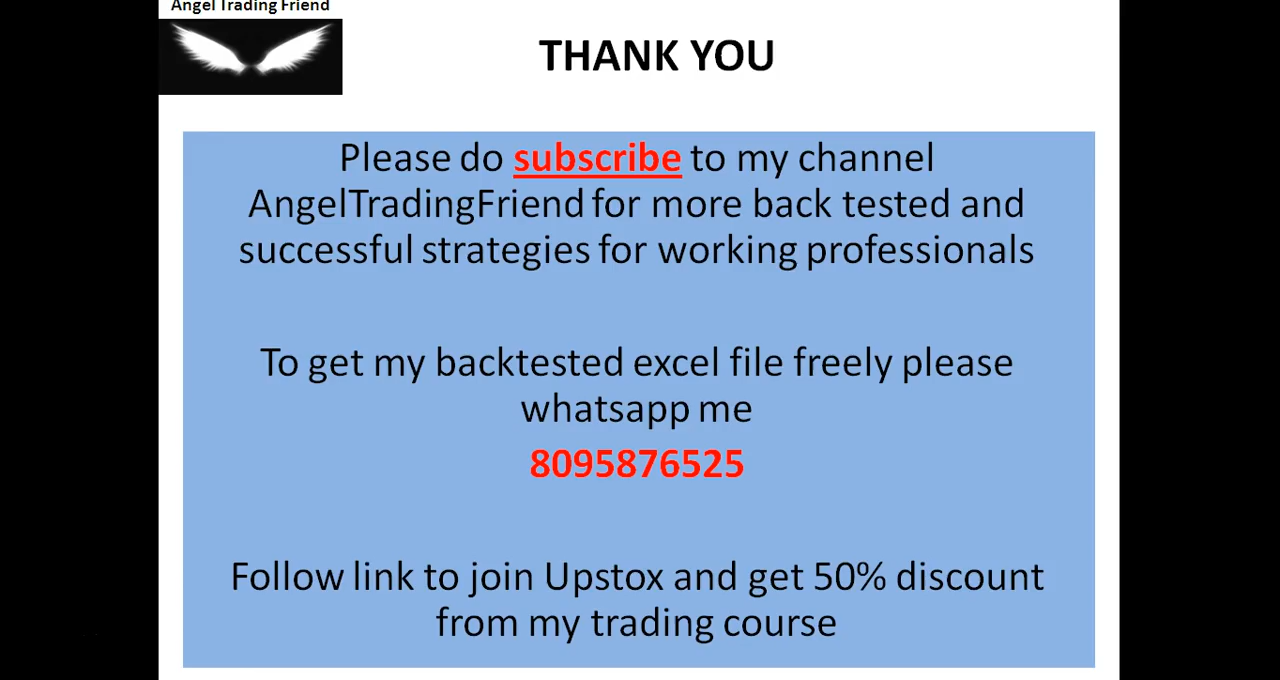 Angel Trading Friend
THANK YOU
Please do subscribe to my channel
AngelTradingFriend for more back tested and
successful strategies for working professionals
To get my backtested excel file freely please
whatsapp me
8095876525
Follow link to join Upstox and get 50% discount
from my trading course